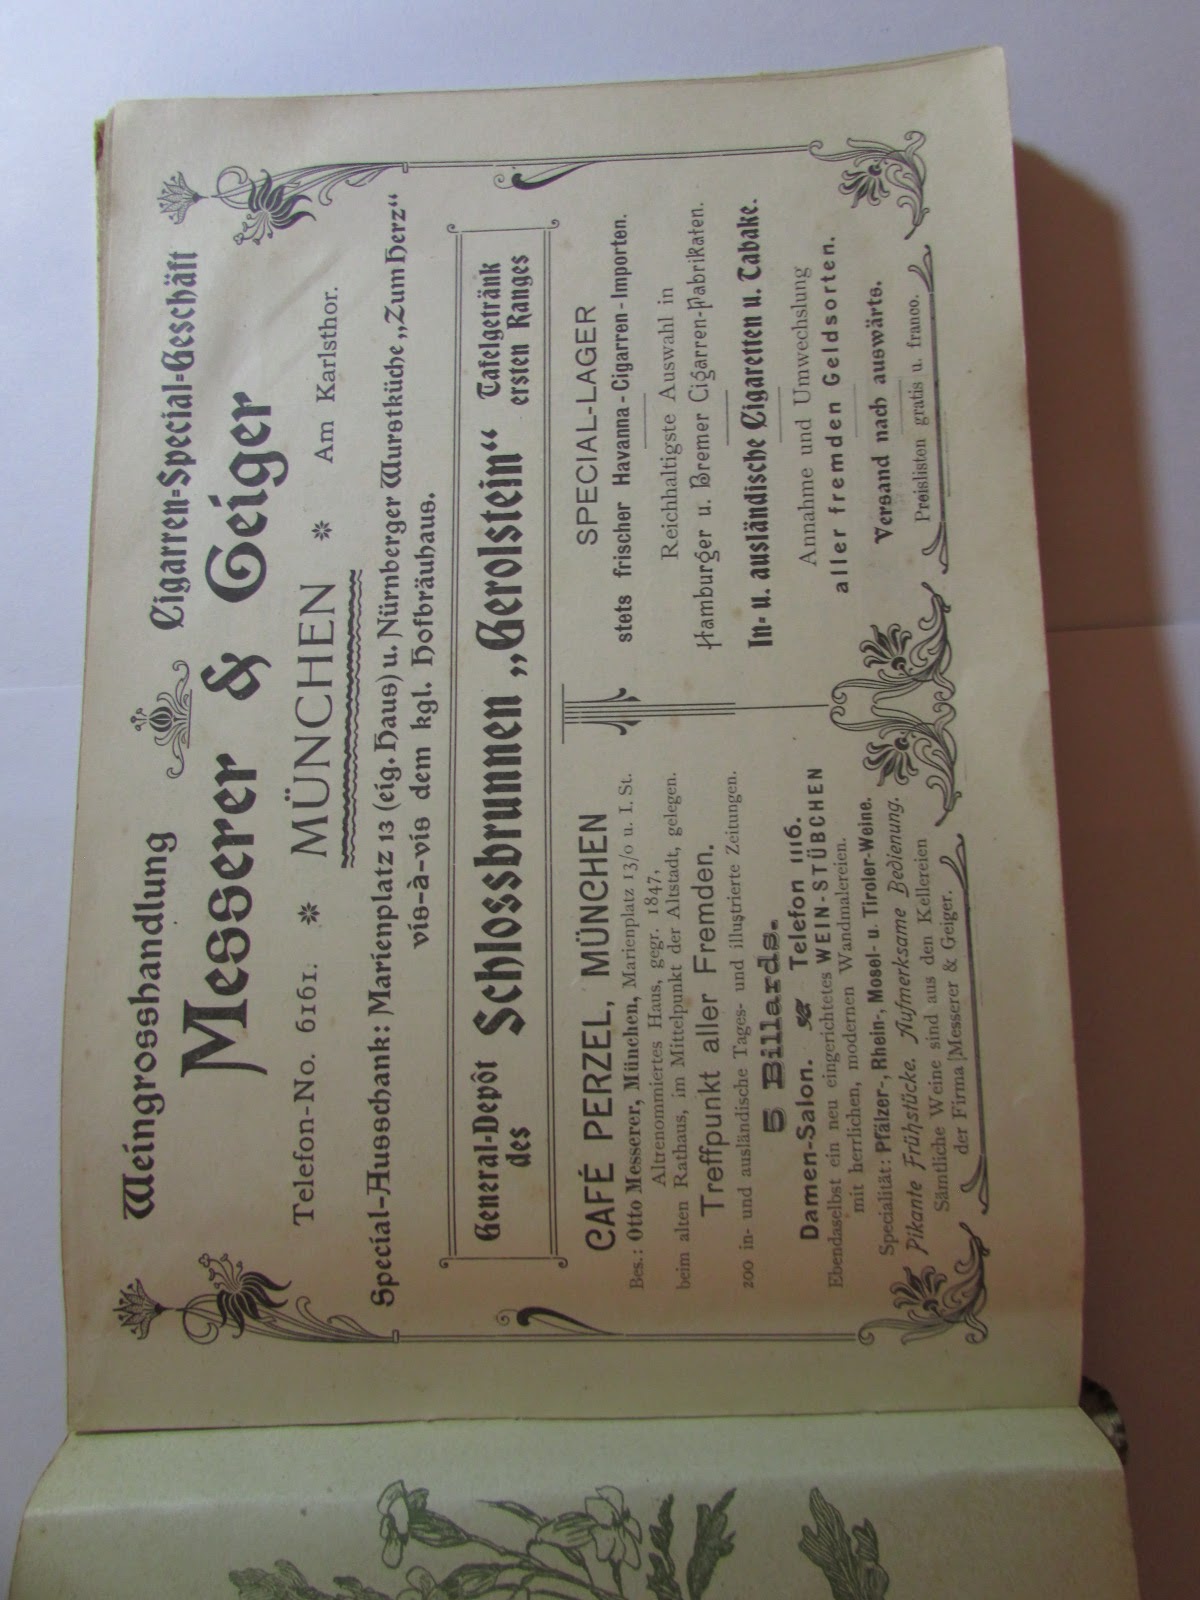 Weingrosshandlung
Cigarren=Special=Geschäft
Messerer & Geiger
Telefon-No. 6161. * MÜNCHEN * Am Karlsthor.
Special-Ausschank: Marienplatz 13 (eig. Haus) u. Nürnberger Wurstküche „Zum Herz“
vis-à-vis dem kgl. Hofbräuhaus.
General-Depôt
des
Schlossbrunnen „Gerolstein“
Tafelgetränk
ersten Ranges
CAFÉ PERZEL, MÜNCHEN
Bes.: Otto Messerer, München, Marienplatz 13/0 u. I. St.
Altrenommiertes Haus, gegr. 1847,
beim alten Rathaus, im Mittelpunkt der Altstadt, gelegen.
Treffpunkt aller Fremden.
200 in- und ausländische Tages- und illustrierte Zeitungen.
5 Billards.
Damen-Salon. Telefon 1116.
Ebendaselbst ein neu eingerichtetes WEIN-STÜBCHEN
mit herrlichen, modernen Wandmalereien.
Specialität: Pfälzer-, Rhein-, Mosel- u. Tiroler-Weine.
Pikante Frühstücke. Aufmerksame Bedienung.
Sämtliche Weine sind aus den Kellereien
der Firma Messerer & Geiger.
SPECIAL-LAGER
stets frischer Havanna-Cigarren-Importen.
Reichhaltigste Auswahl in
Hamburger u. Bremer Cigarren-Fabrikaten.
In- u. ausländische Cigaretten u. Tabake.
Annahme und Umwechslung
aller fremden Geldsorten.
Versand nach auswärts.
Preislisten gratis u. franco.